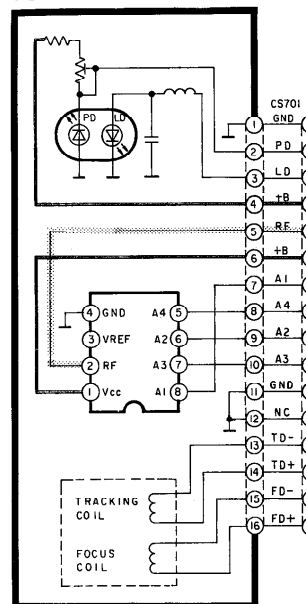 CS701
PD LD
1 GND
2 PD
3 LD
4 +B
5 RF
6 +B
7 A1
8 A4
9 A2
10 A3
11 GND
12 NC
13 TD-
14 TD+
15 FD-
16 FD+
4 GND A4 5
3 VREF A2 6
2 RF A3 7
1 Vcc A1 8
TRACKING
COIL
FOCUS
COIL